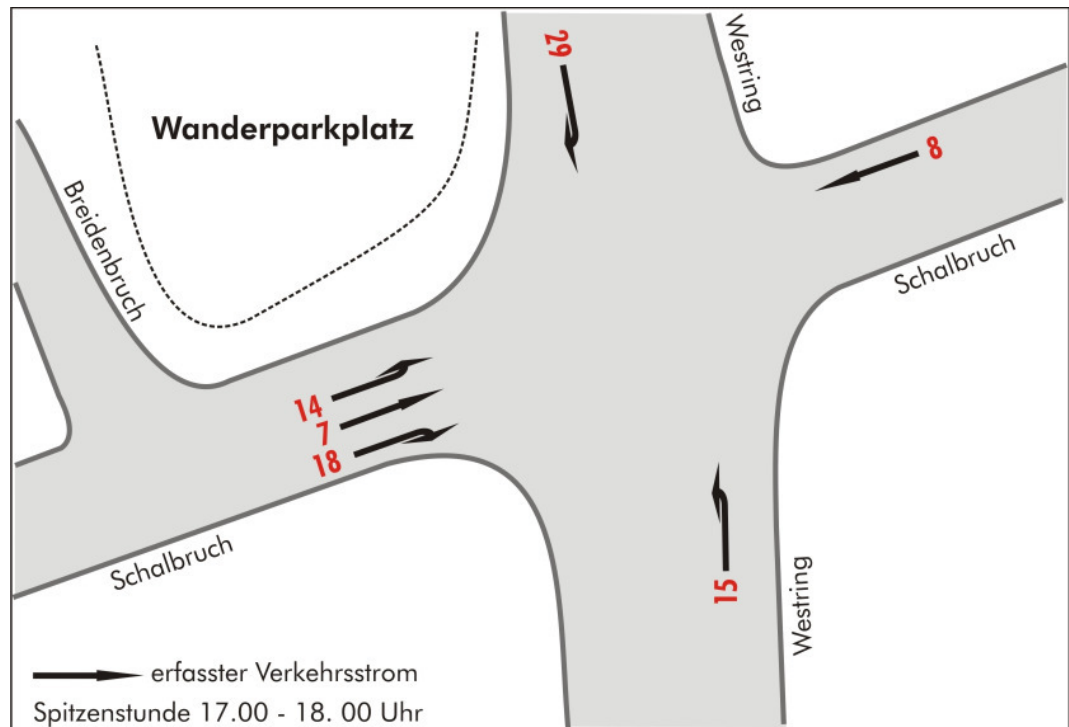 29
Westring
8
Wanderparkplatz
Breidenbruch
Schalbruch
14
7
18
Schalbruch
15
Westring
erfasster Verkehrsstrom
Spitzenstunde 17.00 - 18. 00 Uhr